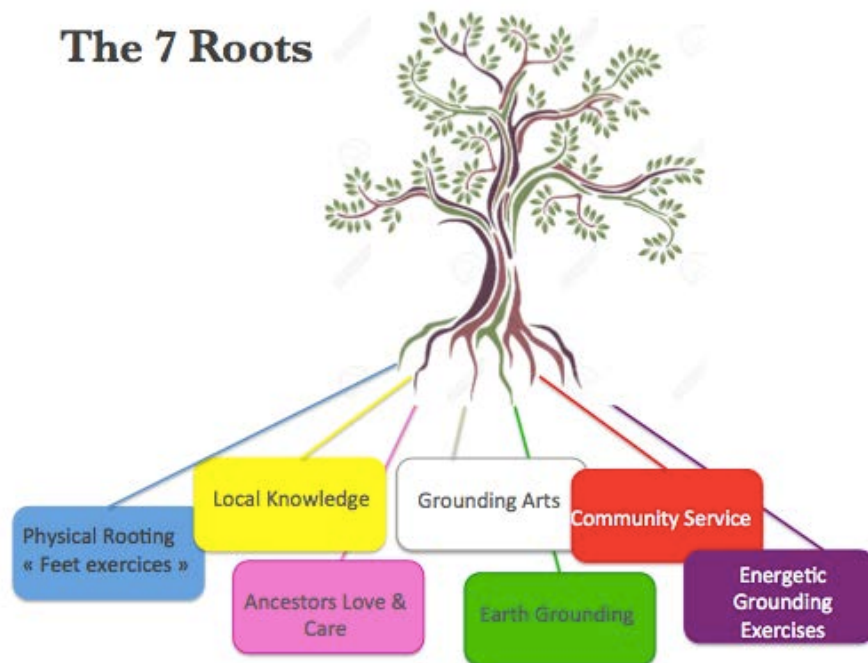 The 7 Roots
Physical Rooting
« Feet exercices »
Local Knowledge
Ancestors Love &
Care
Grounding Arts
Earth Grounding
Community Service
Energetic
Grounding
Exercises